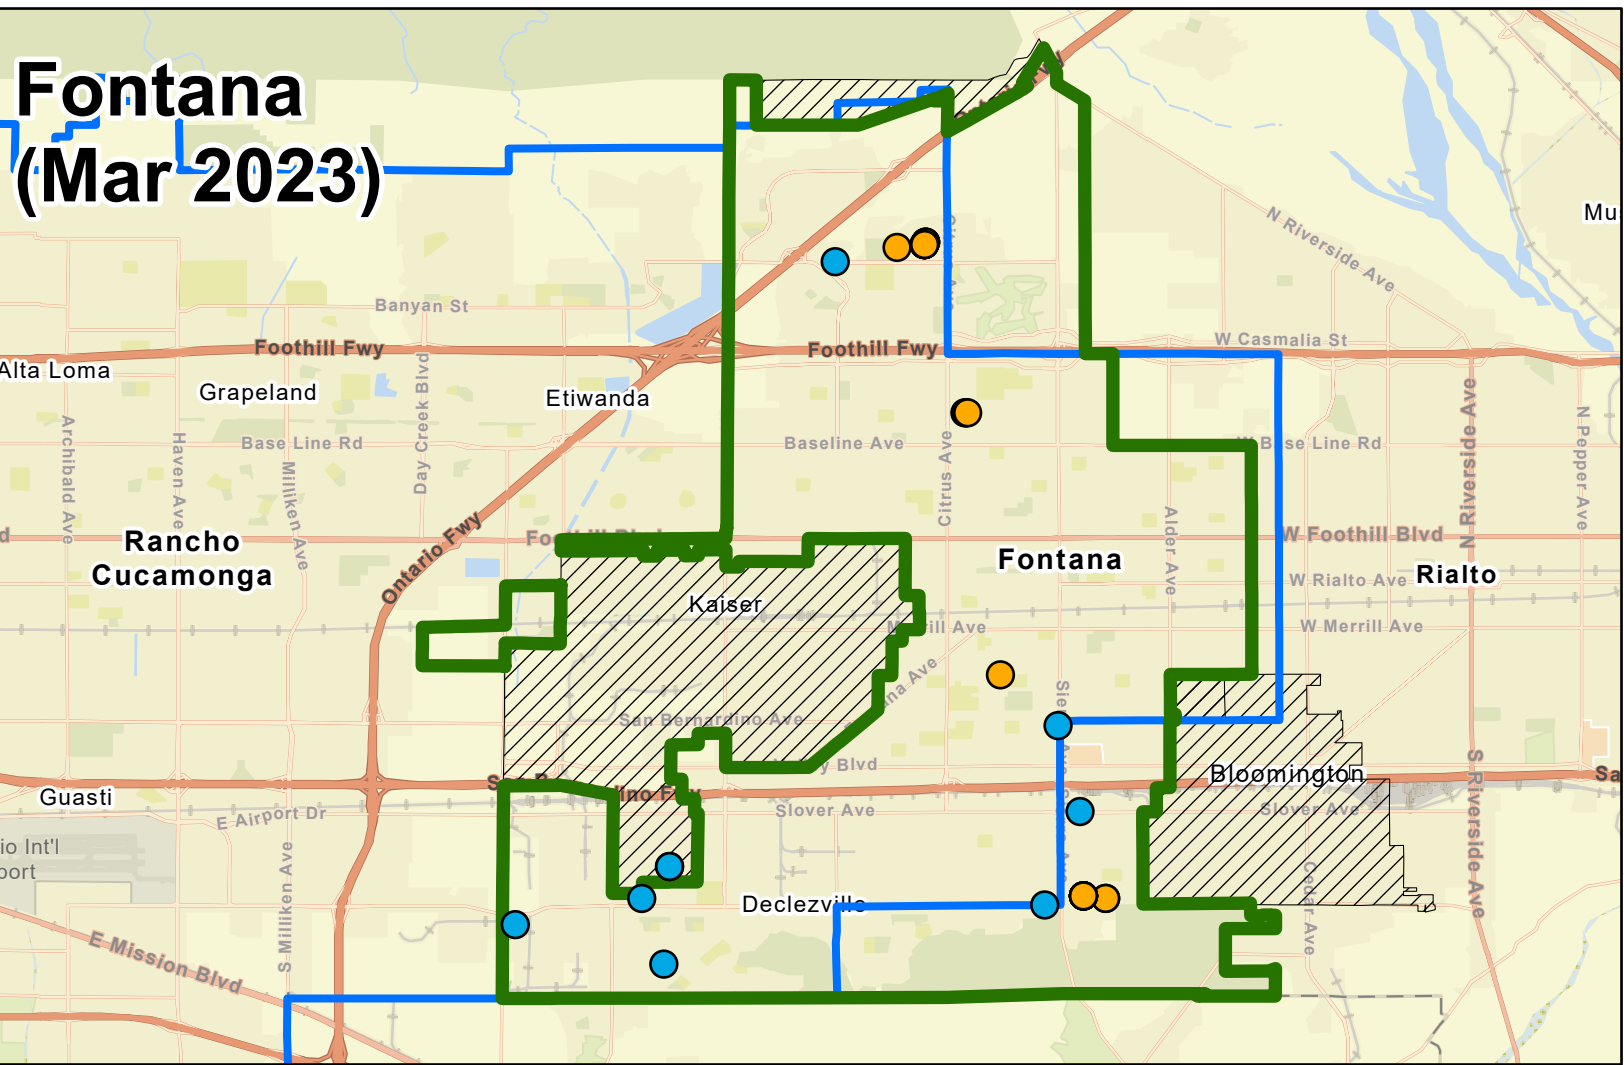 Fontana
(Mar 2023)
N Riverside Ave
Banyan St
Foothill Fwy
Foothill Fwy
W Casmalia St
Alta Loma
Grapeland
Etiwanda
Day Creek Blvd
Archibald Ave
Haven Ave
Base Line Rd
Milliken Ave
Baseline Ave
Citrus Ave
W Base Line Rd
N Riverside Ave
N Pepper Ave
Ontario Fwy
Rancho
Cucamonga
Fontana
Alder Ave
W Foothill Blvd
W Rialto Ave
Rialto
Kaiser
W Merrill Ave
San Bernardino Ave
Bloomington
Guasti
E Airport Dr
Slover Ave
Slover Ave
S Riverside Ave
S Milliken Ave
Declezville
Cedar Ave
E Mission Blvd